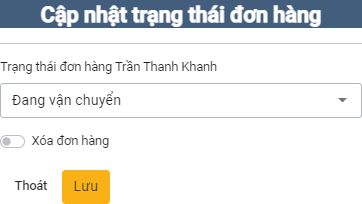 Cập nhật trạng thái đơn hàng
Trạng thái đơn hàng Trần Thanh Khanh
Đang vận chuyển
Xóa đơn hàng
Thoát
Lưu